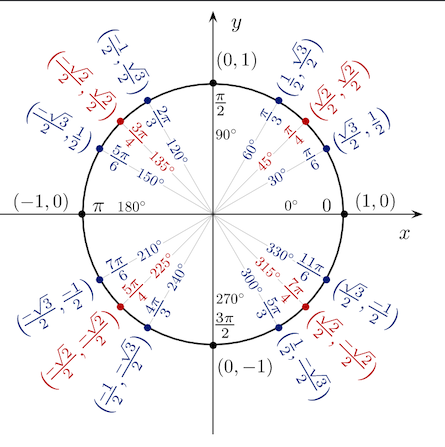 y
(0, 1)
(-1/2, √3/2)
(1/2, √3/2)
(-√2/2, √2/2)
(√2/2, √2/2)
(-√3/2, 1/2)
(√3/2, 1/2)
π/2
90°
2π/3
120°
π/3
60°
3π/4
135°
π/4
45°
5π/6
150°
π/6
30°
(-1, 0)
π
180°
0°
0
(1, 0)
x
7π/6
210°
330°
11π/6
5π/4
225°
315°
7π/4
4π/3
240°
300°
5π/3
270°
3π/2
(0, -1)
(-√3/2, -1/2)
(√3/2, -1/2)
(-√2/2, -√2/2)
(√2/2, -√2/2)
(-1/2, -√3/2)
(1/2, -√3/2)